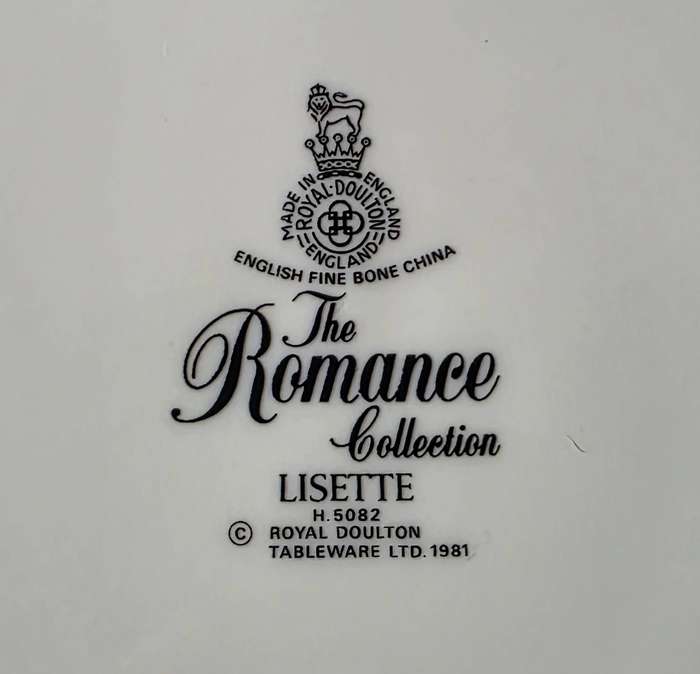 MADE IN ENGLAND
ROYAL·DOULTON
ENGLAND
ENGLISH FINE BONE CHINA
The
Romance
Collection
LISETTE
H.5082
© ROYAL DOULTON
TABLEWARE LTD. 1981